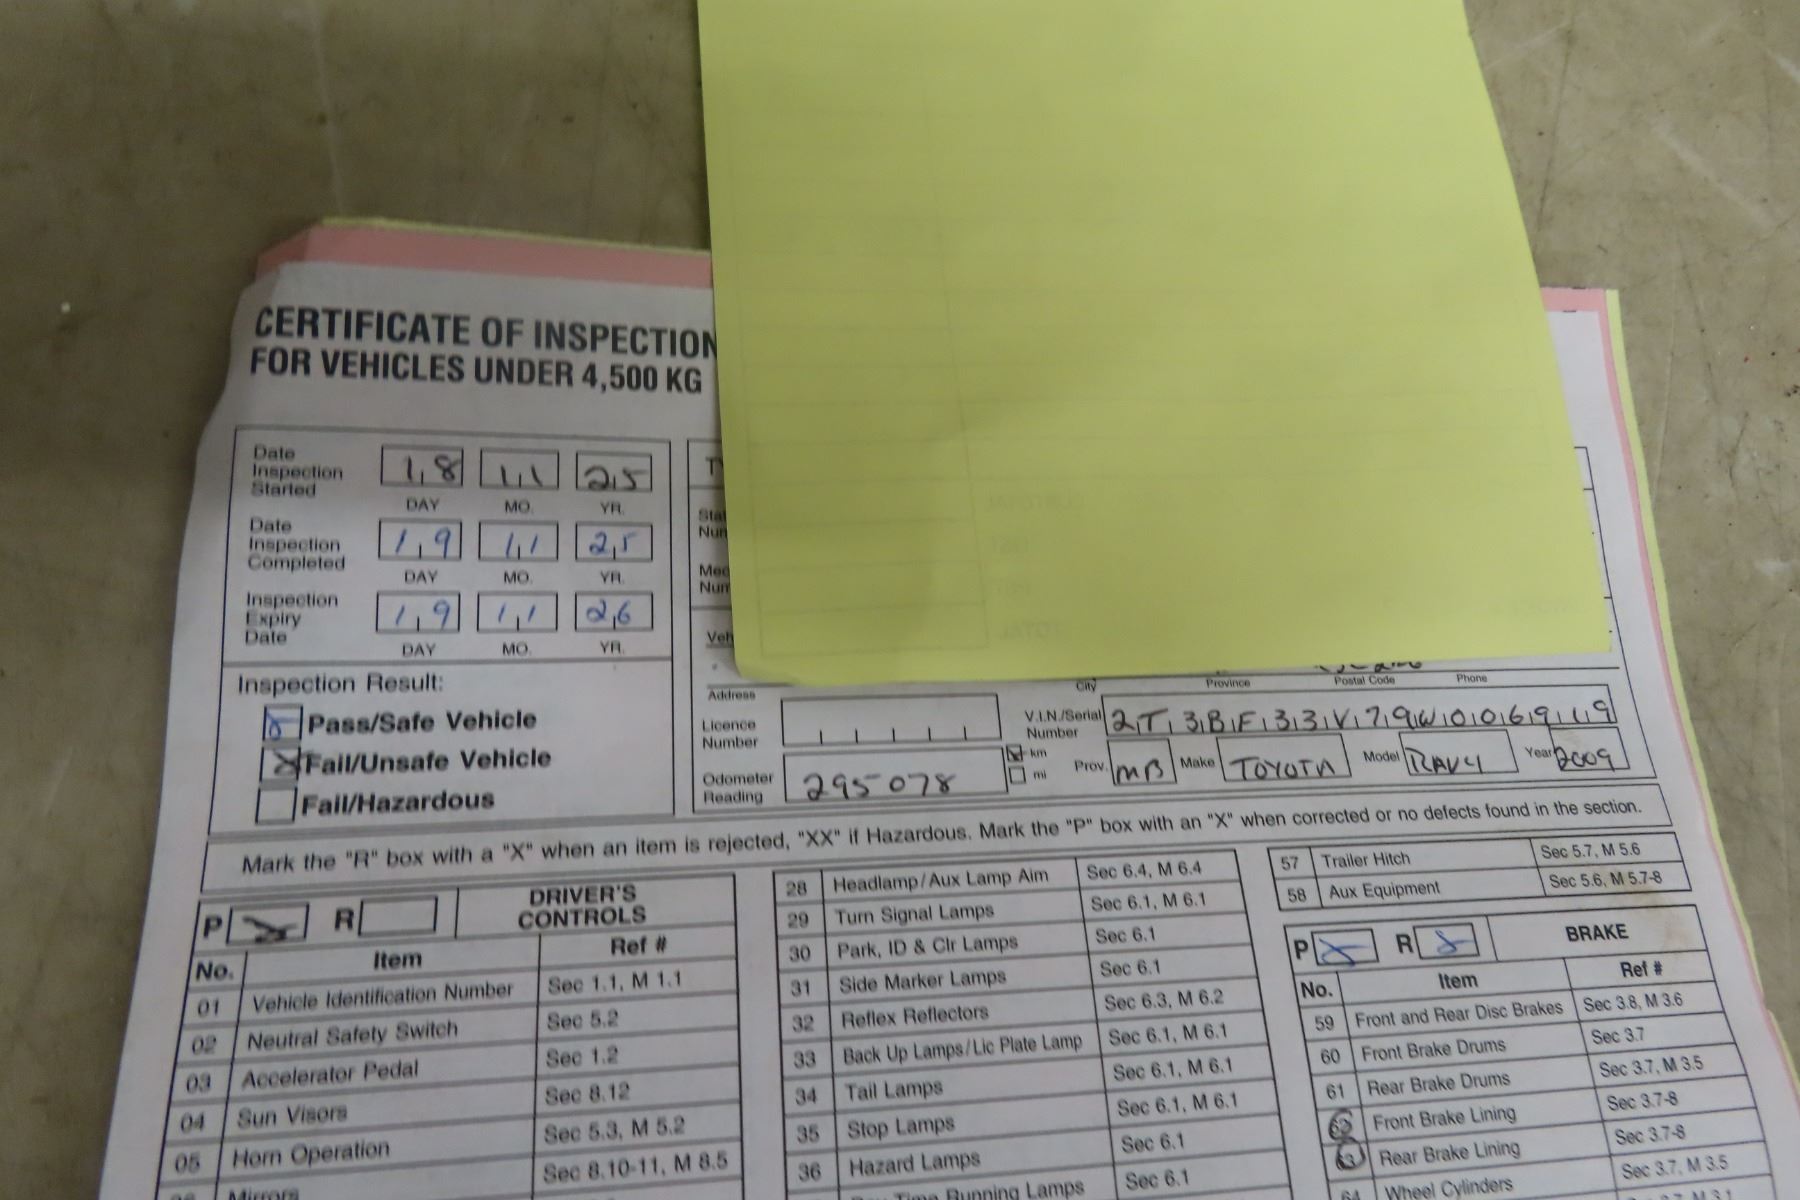 CERTIFICATE OF INSPECTION
FOR VEHICLES UNDER 4,500 KG
Date Inspection Started 18 11 25
DAY MO. YR.
Date Inspection Completed 19 11 25
DAY MO. YR.
Inspection Expiry Date 19 11 26
DAY MO. YR.
Inspection Result:
Pass/Safe Vehicle
Fail/Unsafe Vehicle
Fail/Hazardous
Address City Province Postal Code Phone
Licence Number
V.I.N./Serial Number 2T3BF33V79W006919
Odometer Reading 295078 km mi
Prov. MB Make TOYOTA Model RAV4 Year 2009
Mark the "R" box with a "X" when an item is rejected, "XX" if Hazardous. Mark the "P" box with an "X" when corrected or no defects found in the section.
P X R DRIVER'S CONTROLS
No. Item Ref #
01 Vehicle Identification Number Sec 1.1, M 1.1
02 Neutral Safety Switch Sec 5.2
03 Accelerator Pedal Sec 1.2
04 Sun Visors Sec 8.12
05 Horn Operation Sec 5.3, M 5.2
Mirrors Sec 8.10-11, M 8.5
28 Headlamp/Aux Lamp Aim Sec 6.4, M 6.4
29 Turn Signal Lamps Sec 6.1, M 6.1
30 Park, ID & Clr Lamps Sec 6.1
31 Side Marker Lamps Sec 6.1
32 Reflex Reflectors Sec 6.3, M 6.2
33 Back Up Lamps/Lic Plate Lamp Sec 6.1, M 6.1
34 Tail Lamps Sec 6.1, M 6.1
35 Stop Lamps Sec 6.1, M 6.1
36 Hazard Lamps Sec 6.1
Running Lamps Sec 6.1
57 Trailer Hitch Sec 5.7, M 5.6
58 Aux Equipment Sec 5.6, M 5.7-8
P X R X BRAKE
No. Item Ref #
59 Front and Rear Disc Brakes Sec 3.8, M 3.6
60 Front Brake Drums Sec 3.7
61 Rear Brake Drums Sec 3.7, M 3.5
62 Front Brake Lining Sec 3.7-8
63 Rear Brake Lining Sec 3.7-8
64 Wheel Cylinders Sec 3.7, M 3.5